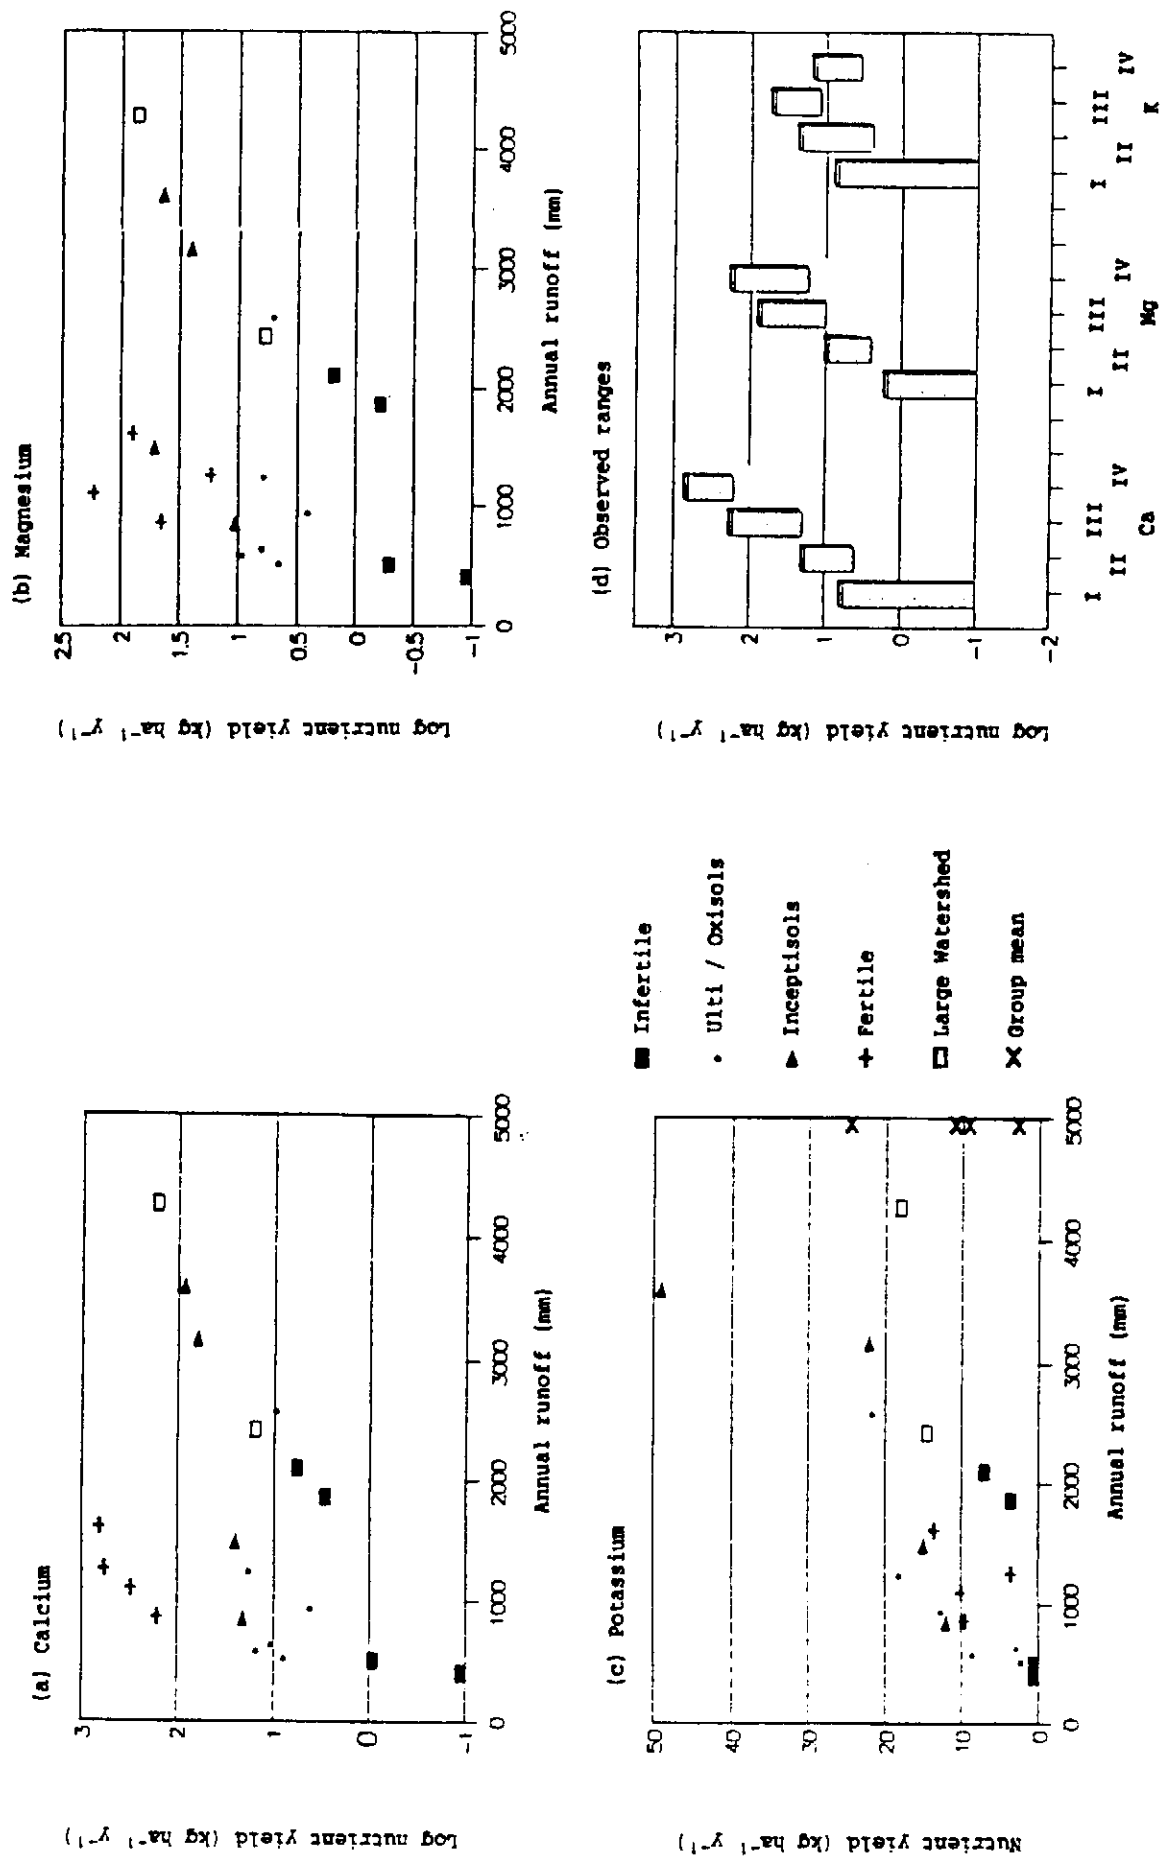 (a) Calcium
Log nutrient yield (kg ha⁻¹ y⁻¹)
3
2
1
0
-1
0 1000 2000 3000 4000 5000
Annual runoff (mm)
(b) Magnesium
Log nutrient yield (kg ha⁻¹ y⁻¹)
2.5
2
1.5
1
0.5
0
-0.5
-1
0 1000 2000 3000 4000 5000
Annual runoff (mm)
(c) Potassium
Nutrient yield (kg ha⁻¹ y⁻¹)
50
40
30
20
10
0
0 1000 2000 3000 4000 5000
Annual runoff (mm)
Infertile
Ulti / Oxisols
Inceptisols
Fertile
Large Watershed
Group mean
(d) Observed ranges
Log nutrient yield (kg ha⁻¹ y⁻¹)
3
2
1
0
-1
-2
I II III IV I II III IV I II III IV
Ca Mg K